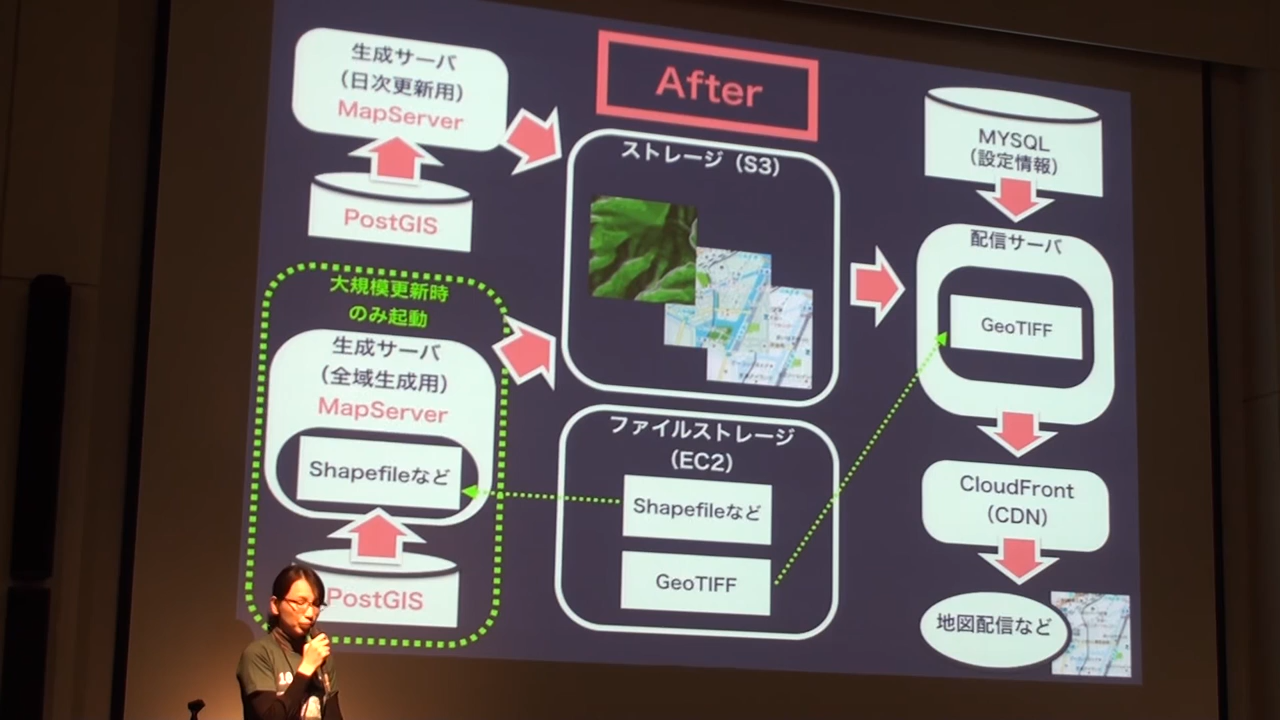 After
生成サーバ
（日次更新用）
MapServer
PostGIS
大規模更新時
のみ起動
生成サーバ
（全域生成用）
MapServer
Shapefileなど
PostGIS
ストレージ（S3）
ファイルストレージ
（EC2）
Shapefileなど
GeoTIFF
MYSQL
（設定情報）
配信サーバ
GeoTIFF
CloudFront
（CDN）
地図配信など